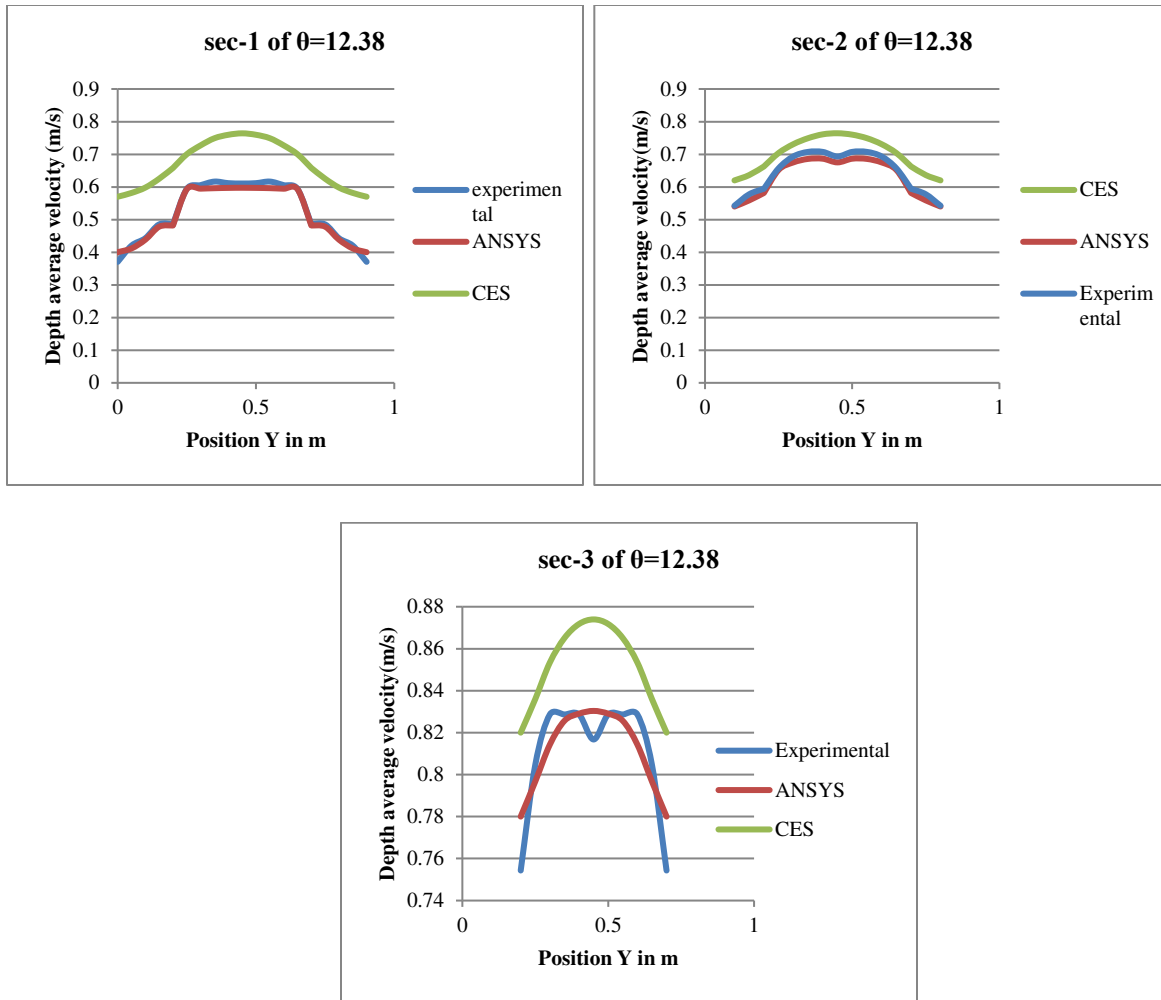 sec-1 of θ=12.38
Depth average velocity (m/s)
0.9
0.8
0.7
0.6
0.5
0.4
0.3
0.2
0.1
0
0
0.5
1
Position Y in m
experimen
tal
ANSYS
CES
sec-2 of θ=12.38
Depth average velocity(m/s)
0.9
0.8
0.7
0.6
0.5
0.4
0.3
0.2
0.1
0
0
0.5
1
Position Y in m
CES
ANSYS
Experim
ental
sec-3 of θ=12.38
Depth average velocity(m/s)
0.88
0.86
0.84
0.82
0.8
0.78
0.76
0.74
0
0.5
1
Position Y in m
Experimental
ANSYS
CES